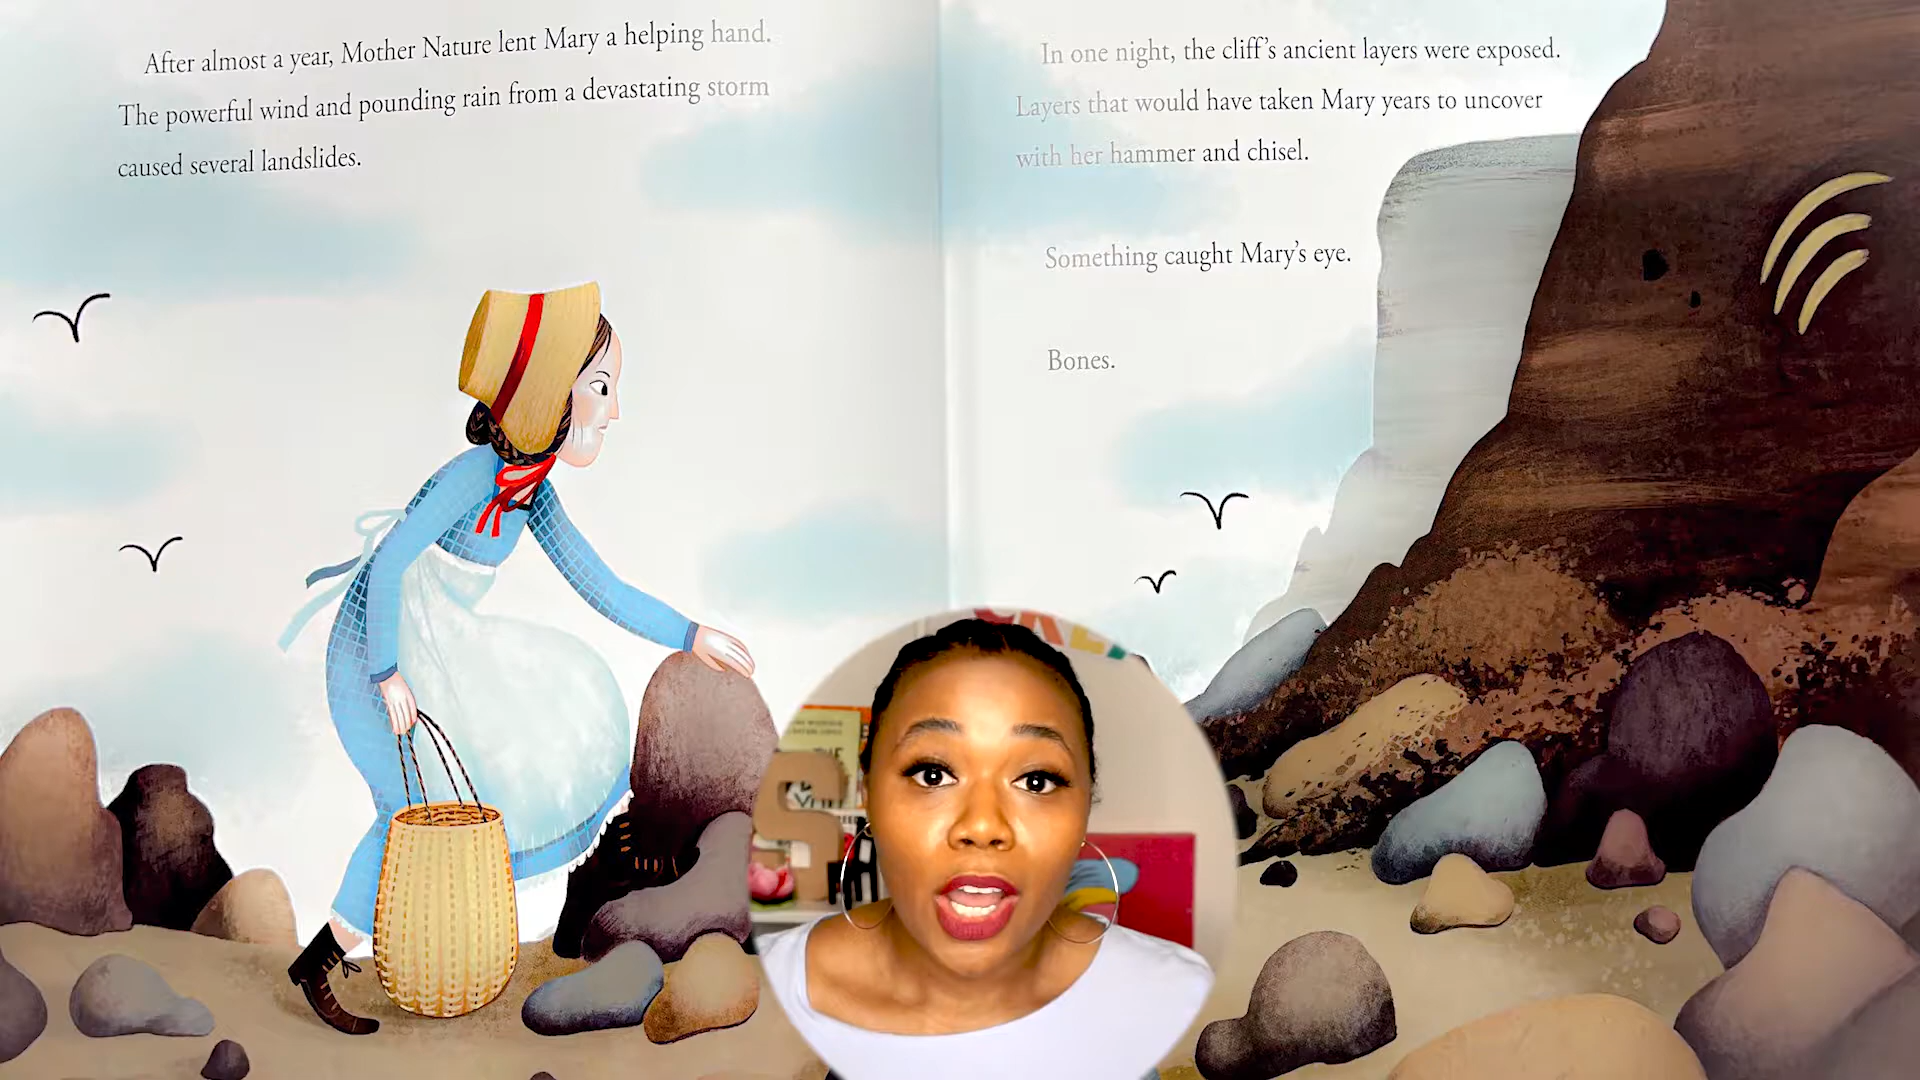 After almost a year, Mother Nature lent Mary a helping hand.
The powerful wind and pounding rain from a devastating storm
caused several landslides.
In one night, the cliff's ancient layers were exposed.
Layers that would have taken Mary years to uncover
with her hammer and chisel.
Something caught Mary's eye.
Bones.
S